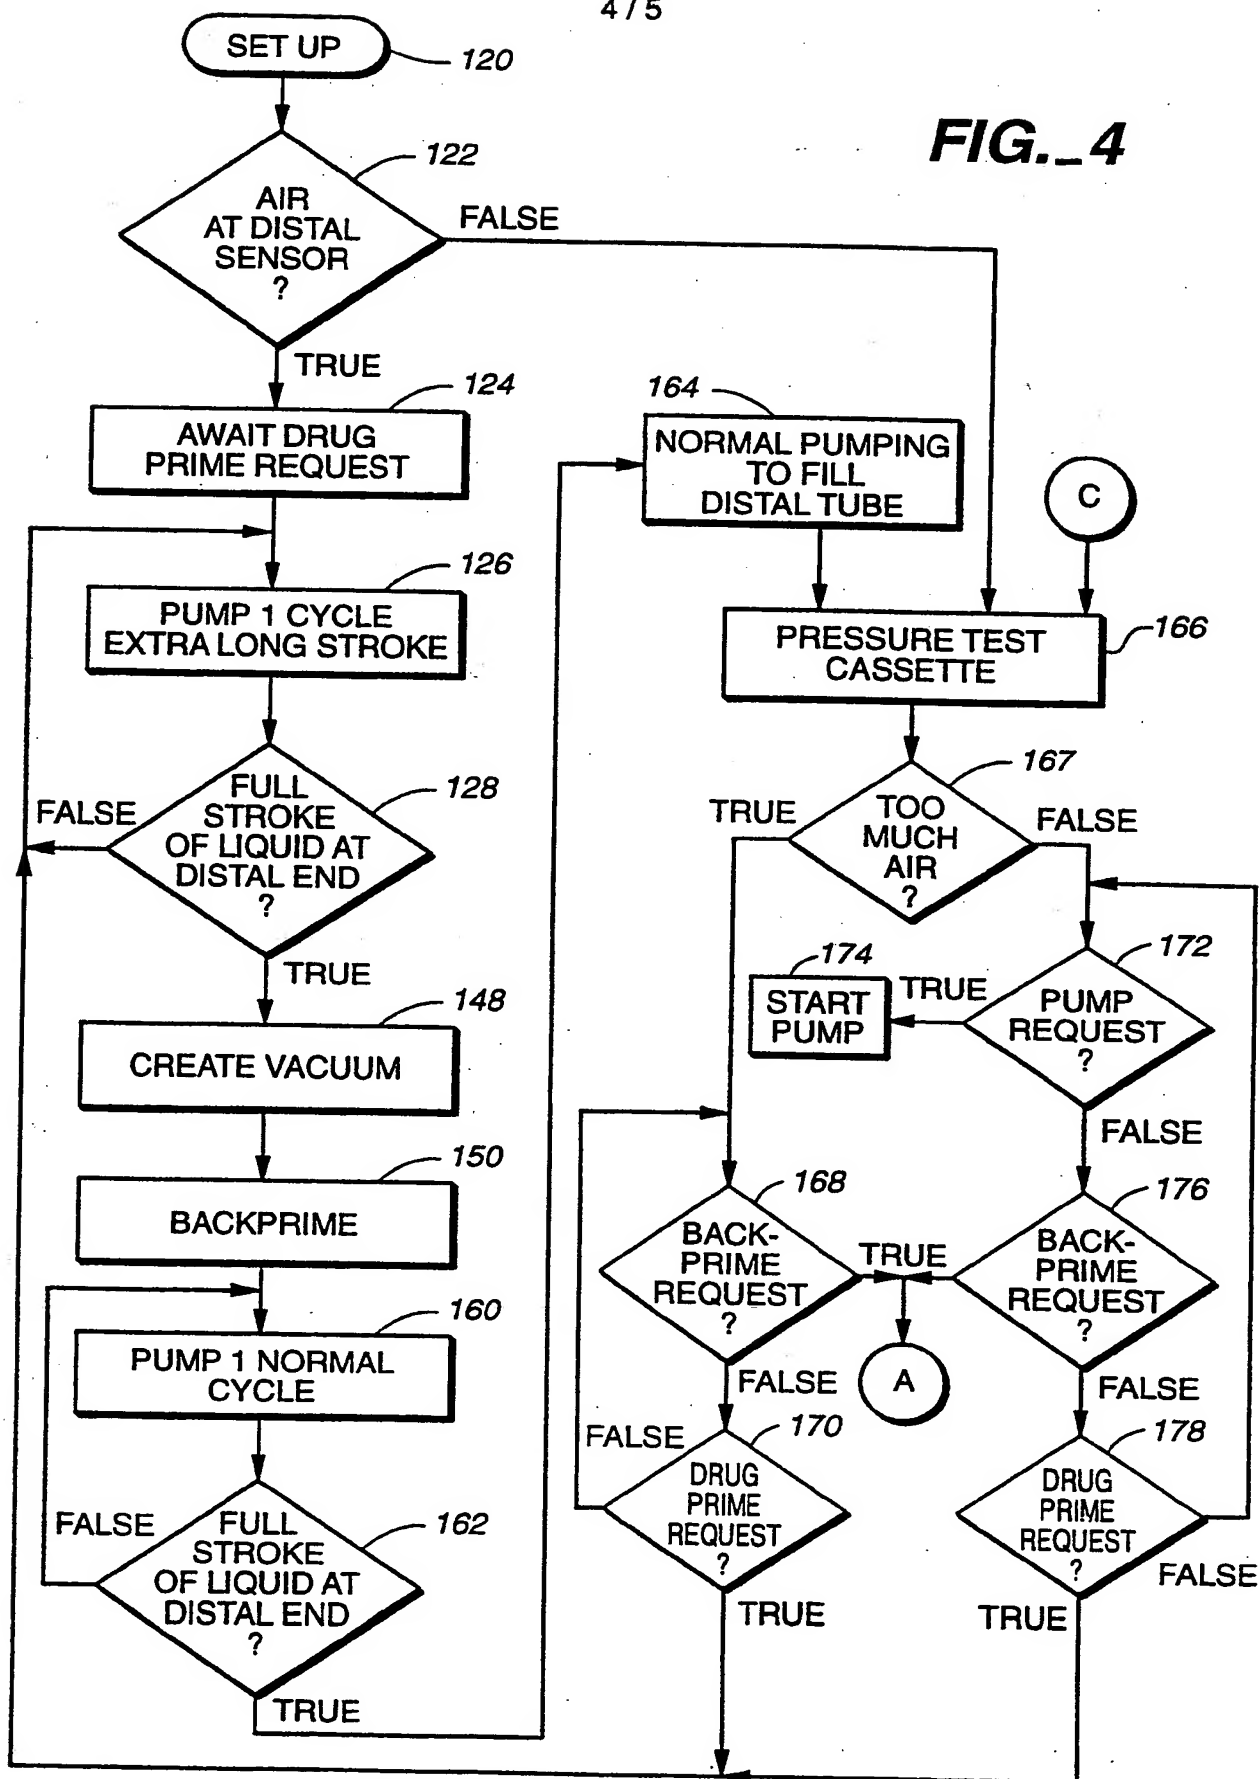 4 / 5
SET UP
120
FIG._4
122
AIR
AT DISTAL
SENSOR
?
FALSE
TRUE
124
AWAIT DRUG
PRIME REQUEST
126
PUMP 1 CYCLE
EXTRA LONG STROKE
128
FULL
STROKE
OF LIQUID AT
DISTAL END
?
FALSE
TRUE
148
CREATE VACUUM
150
BACKPRIME
160
PUMP 1 NORMAL
CYCLE
162
FULL
STROKE
OF LIQUID AT
DISTAL END
?
FALSE
TRUE
164
NORMAL PUMPING
TO FILL
DISTAL TUBE
C
166
PRESSURE TEST
CASSETTE
167
TOO
MUCH
AIR
?
TRUE
FALSE
172
PUMP
REQUEST
?
TRUE
174
START
PUMP
FALSE
168
BACK-
PRIME
REQUEST
?
TRUE
176
BACK-
PRIME
REQUEST
?
A
FALSE
FALSE
170
DRUG
PRIME
REQUEST
?
FALSE
TRUE
178
DRUG
PRIME
REQUEST
?
FALSE
TRUE